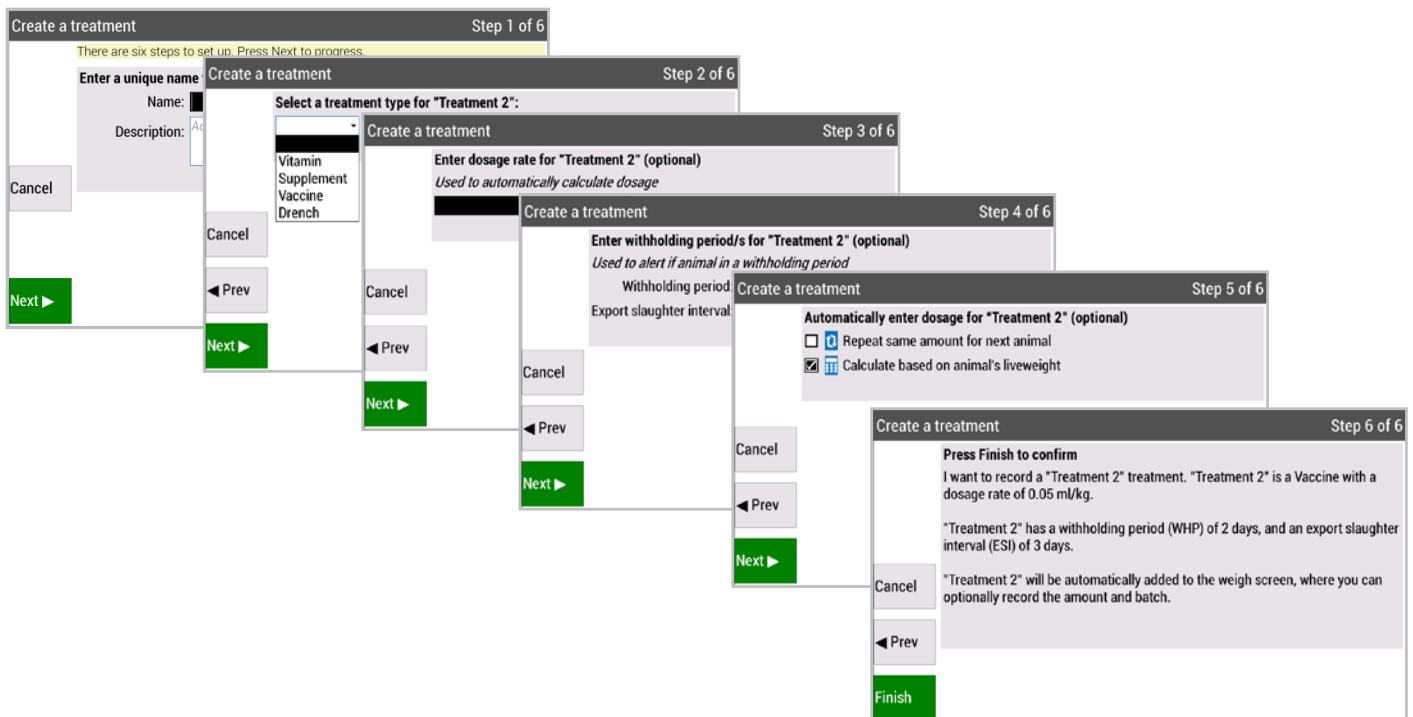 Create a treatment Step 1 of 6
There are six steps to set up. Press Next to progress.
Enter a unique name
Name:
Description:
Cancel
Next ▶
Create a treatment Step 2 of 6
Select a treatment type for "Treatment 2":
Vitamin
Supplement
Vaccine
Drench
Cancel
◀ Prev
Next ▶
Create a treatment Step 3 of 6
Enter dosage rate for "Treatment 2" (optional)
Used to automatically calculate dosage
Cancel
◀ Prev
Next ▶
Create a treatment Step 4 of 6
Enter withholding period/s for "Treatment 2" (optional)
Used to alert if animal in a withholding period
Withholding period:
Export slaughter interval:
Cancel
◀ Prev
Next ▶
Create a treatment Step 5 of 6
Automatically enter dosage for "Treatment 2" (optional)
Repeat same amount for next animal
Calculate based on animal's liveweight
Cancel
◀ Prev
Next ▶
Create a treatment Step 6 of 6
Press Finish to confirm
I want to record a "Treatment 2" treatment. "Treatment 2" is a Vaccine with a
dosage rate of 0.05 ml/kg.
"Treatment 2" has a withholding period (WHP) of 2 days, and an export slaughter
interval (ESI) of 3 days.
"Treatment 2" will be automatically added to the weigh screen, where you can
optionally record the amount and batch.
Cancel
◀ Prev
Finish